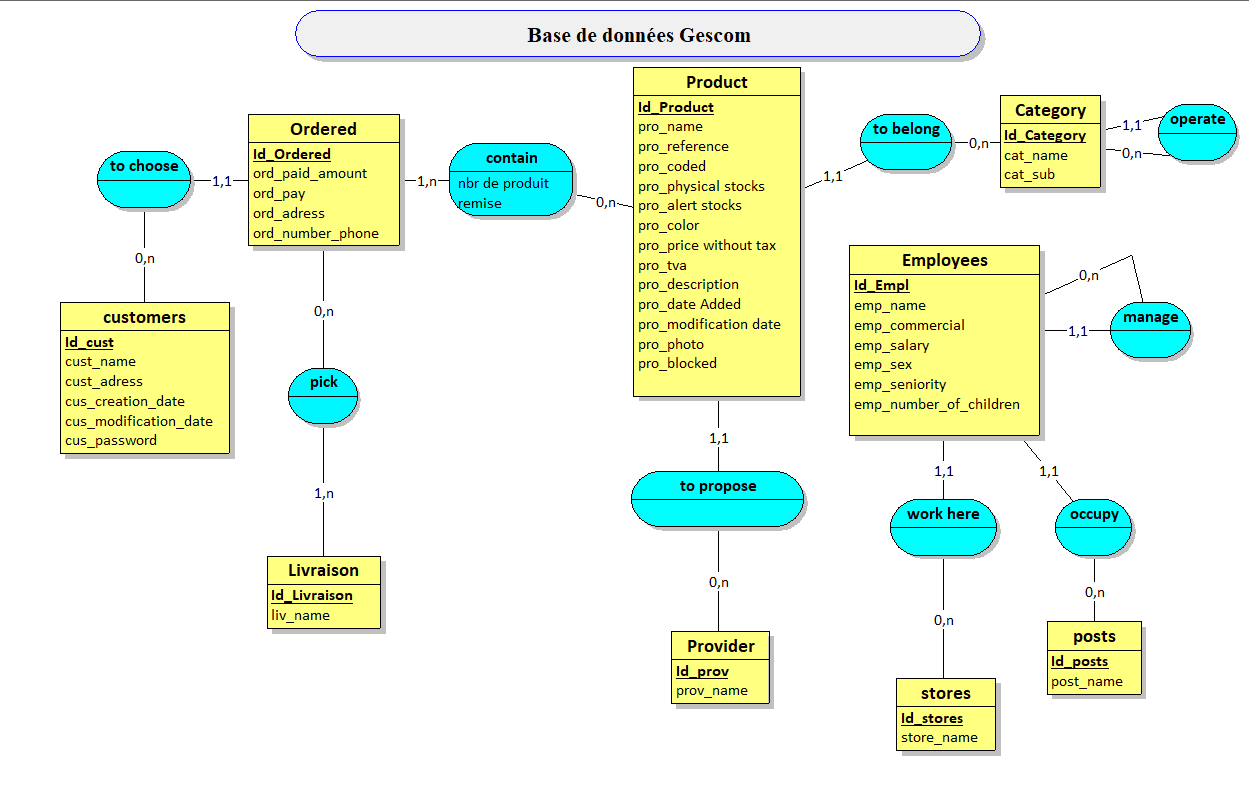 Base de données Gescom
Product
Id_Product
pro_name
pro_reference
pro_coded
pro_physical stocks
pro_alert stocks
pro_color
pro_price without tax
pro_tva
pro_description
pro_date Added
pro_modification date
pro_photo
pro_blocked
Ordered
Id_Ordered
ord_paid_amount
ord_pay
ord_adress
ord_number_phone
to choose
1,1
0,n
contain
nbr de produit
remise
1,n
0,n
customers
Id_cust
cust_name
cust_adress
cus_creation_date
cus_modification_date
cus_password
0,n
pick
1,n
Livraison
Id_Livraison
liv_name
1,1
to propose
0,n
Provider
Id_prov
prov_name
to belong
1,1
0,n
Category
Id_Category
cat_name
cat_sub
1,1
0,n
operate
Employees
Id_Empl
emp_name
emp_commercial
emp_salary
emp_sex
emp_seniority
emp_number_of_children
0,n
1,1
manage
1,1
work here
0,n
stores
Id_stores
store_name
1,1
occupy
0,n
posts
Id_posts
post_name